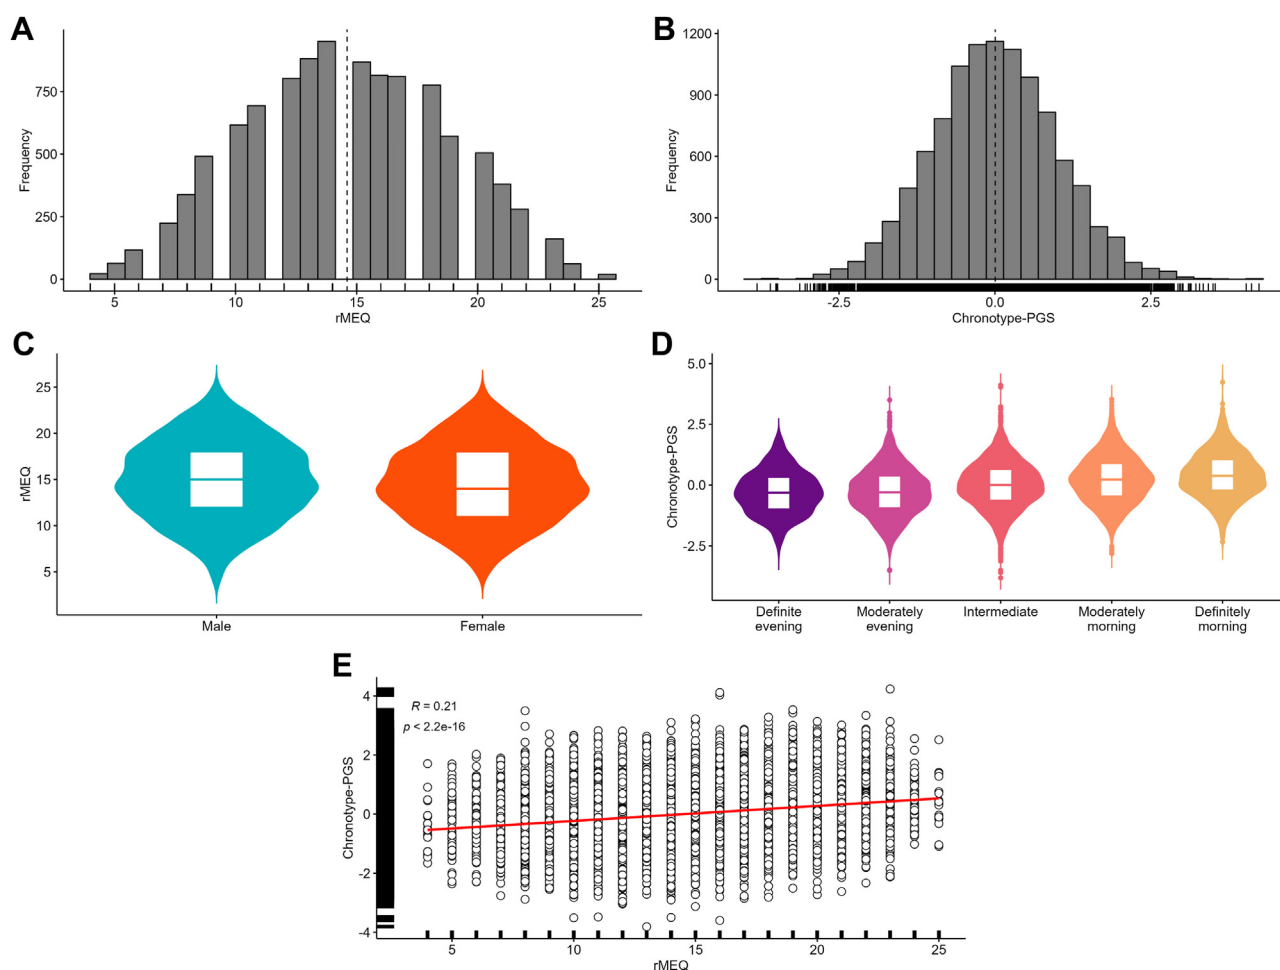 A
Frequency
750
500
250
0
5
10
15
20
25
rMEQ
B
Frequency
1200
900
600
300
0
-2.5
0.0
2.5
Chronotype-PGS
C
rMEQ
25
20
15
10
5
Male
Female
D
Chronotype-PGS
5.0
2.5
0.0
-2.5
Definite
evening
Moderately
evening
Intermediate
Moderately
morning
Definitely
morning
E
Chronotype-PGS
4
2
0
-2
-4
R = 0.21
p < 2.2e-16
5
10
15
20
25
rMEQ